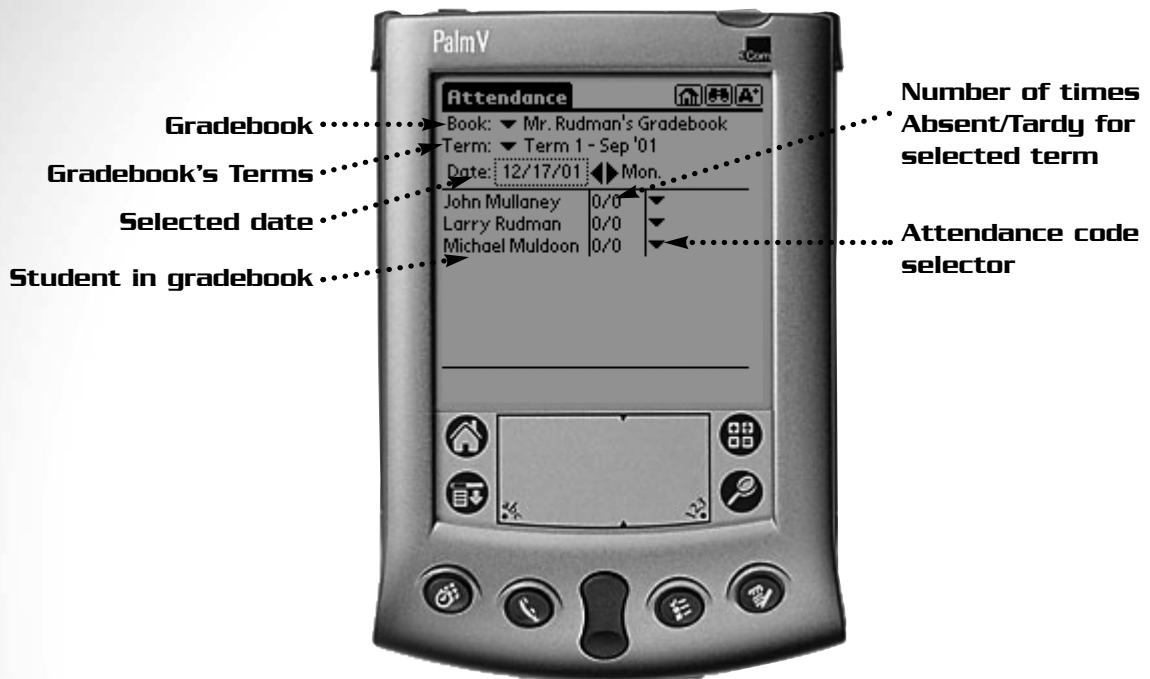 PalmV
3Com
Attendance
A+
Book: Mr. Rudman's Gradebook
Term: Term 1 - Sep '01
Date: 12/17/01 Mon.
John Mullaney 0/0
Larry Rudman 0/0
Michael Muldoon 0/0
Gradebook
Gradebook's Terms
Selected date
Student in gradebook
Number of times
Absent/Tardy for
selected term
Attendance code
selector